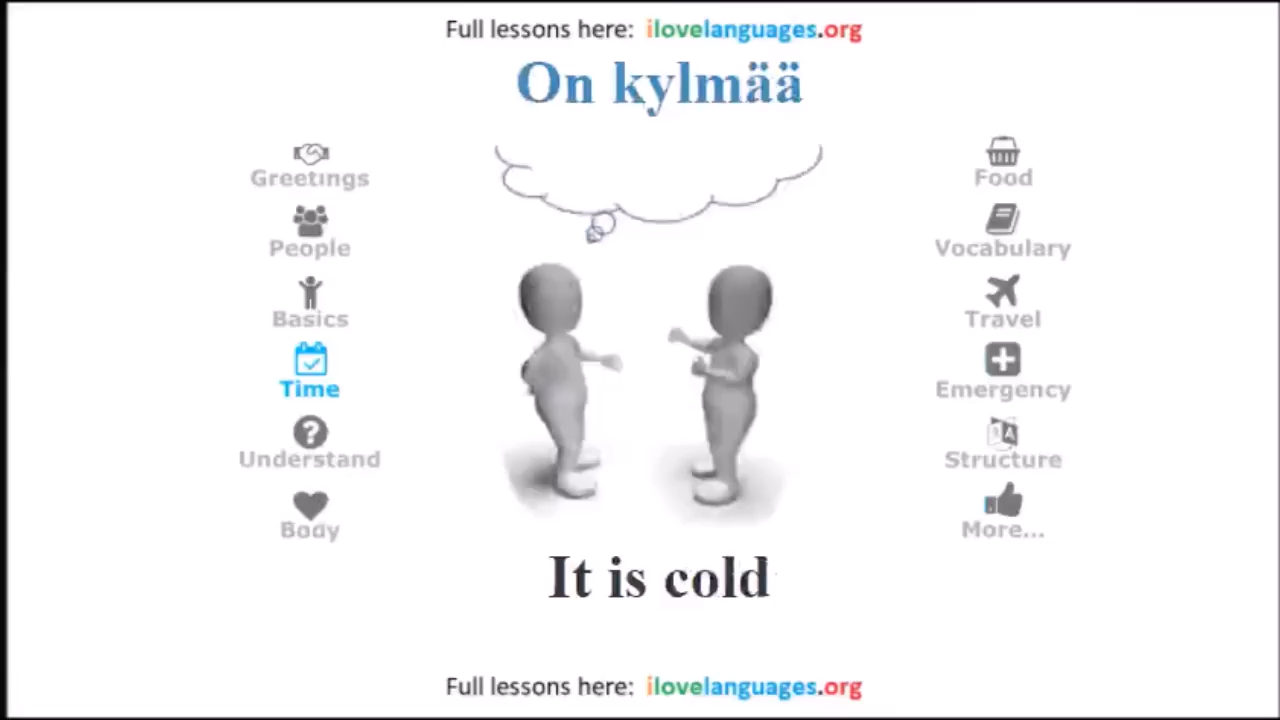 Full lessons here: ilovelanguages.org
On kylmää
Greetings
People
Basics
Time
Understand
Body
Food
Vocabulary
Travel
Emergency
Structure
More...
It is cold
Full lessons here: ilovelanguages.org